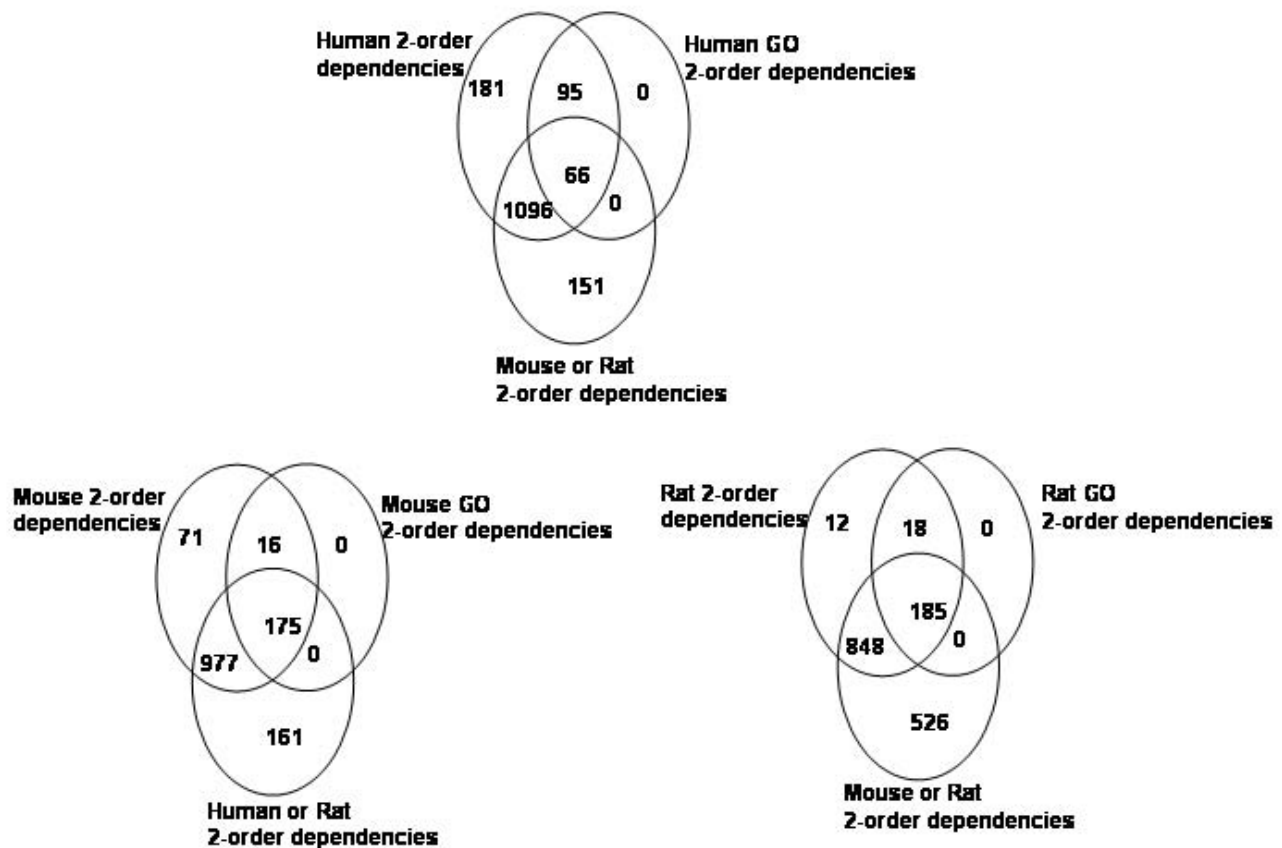 Human 2-order
dependencies
Human GO
2-order dependencies
181
95
0
66
1096
0
151
Mouse or Rat
2-order dependencies
Mouse 2-order
dependencies
Mouse GO
2-order dependencies
71
16
0
175
977
0
161
Human or Rat
2-order dependencies
Rat 2-order
dependencies
Rat GO
2-order dependencies
12
18
0
185
848
0
526
Mouse or Rat
2-order dependencies